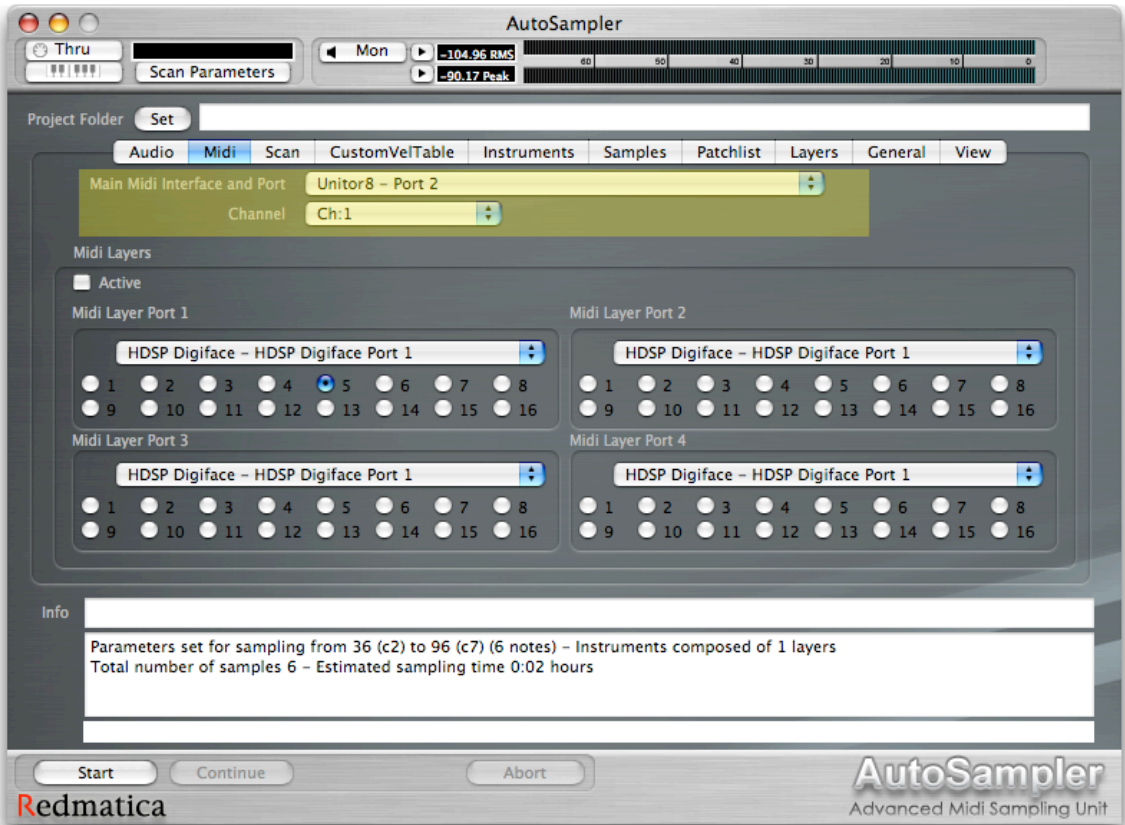 AutoSampler
Thru
Mon
-104.96 RMS
60 50 40 30 20 10 0
Scan Parameters
-90.17 Peak
Project Folder Set
Audio Midi Scan CustomVelTable Instruments Samples Patchlist Layers General View
Main Midi Interface and Port Unitor8 – Port 2
Channel Ch:1
Midi Layers
Active
Midi Layer Port 1
HDSP Digiface – HDSP Digiface Port 1
1 2 3 4 5 6 7 8
9 10 11 12 13 14 15 16
Midi Layer Port 2
HDSP Digiface – HDSP Digiface Port 1
1 2 3 4 5 6 7 8
9 10 11 12 13 14 15 16
Midi Layer Port 3
HDSP Digiface – HDSP Digiface Port 1
1 2 3 4 5 6 7 8
9 10 11 12 13 14 15 16
Midi Layer Port 4
HDSP Digiface – HDSP Digiface Port 1
1 2 3 4 5 6 7 8
9 10 11 12 13 14 15 16
Info
Parameters set for sampling from 36 (c2) to 96 (c7) (6 notes) – Instruments composed of 1 layers
Total number of samples 6 – Estimated sampling time 0:02 hours
Start Continue Abort
Redmatica
AutoSampler
Advanced Midi Sampling Unit